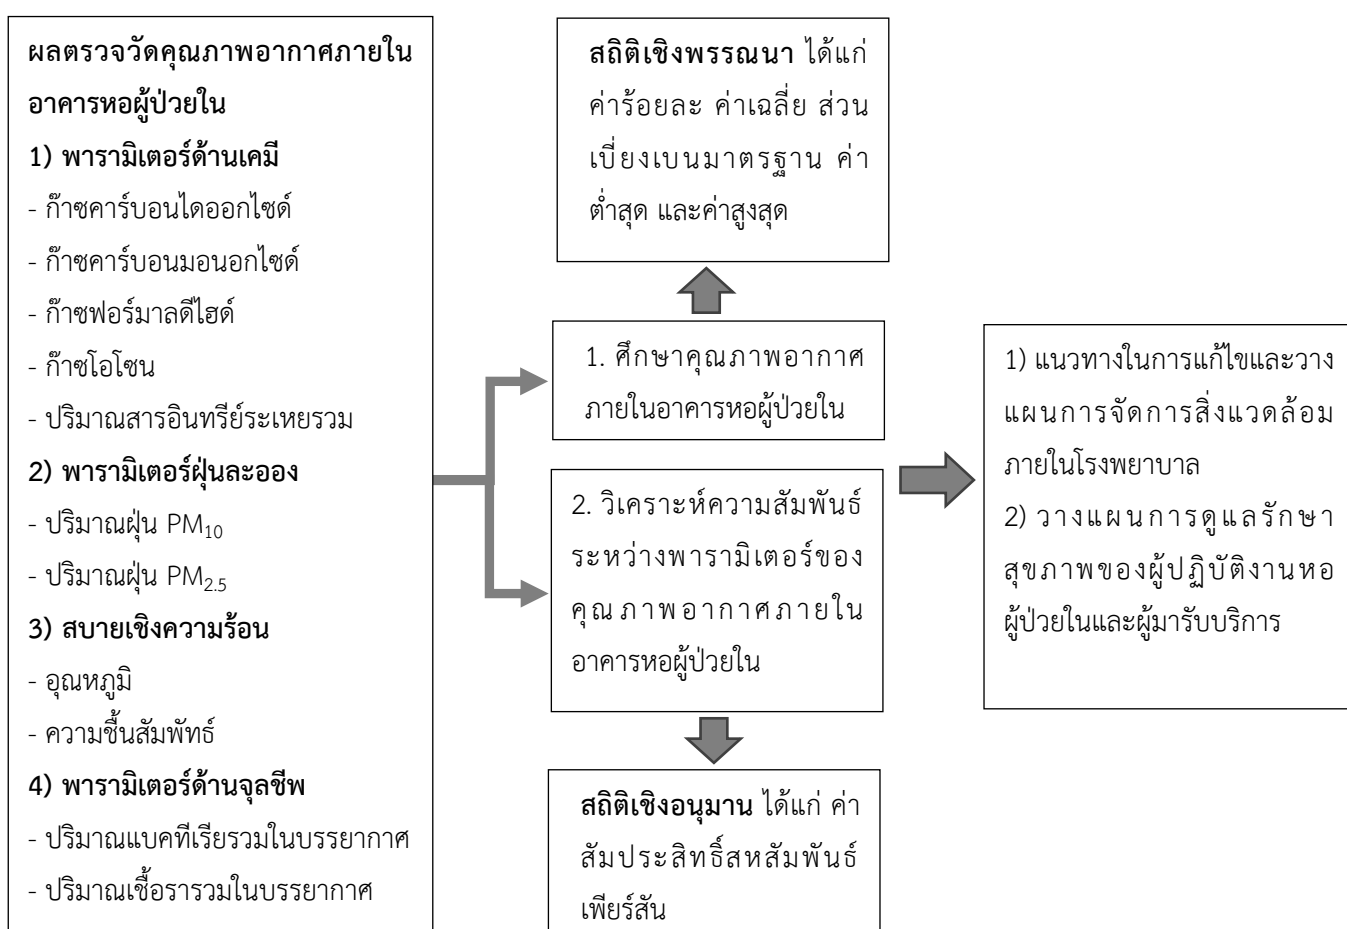 ผลตรวจวัดคุณภาพอากาศภายใน
อาคารหอผู้ป่วยใน
1) พารามิเตอร์ด้านเคมี
- ก๊าซคาร์บอนไดออกไซด์
- ก๊าซคาร์บอนมอนอกไซด์
- ก๊าซฟอร์มาลดีไฮด์
- ก๊าซโอโซน
- ปริมาณสารอินทรีย์ระเหยรวม
2) พารามิเตอร์ฝุ่นละออง
- ปริมาณฝุ่น PM10
- ปริมาณฝุ่น PM2.5
3) สบายเชิงความร้อน
- อุณหภูมิ
- ความชื้นสัมพัทธ์
4) พารามิเตอร์ด้านจุลชีพ
- ปริมาณแบคทีเรียรวมในบรรยากาศ
- ปริมาณเชื้อรารวมในบรรยากาศ
สถิติเชิงพรรณนา ได้แก่
ค่าร้อยละ ค่าเฉลี่ย ส่วน
เบี่ยงเบนมาตรฐาน ค่า
ต่ำสุด และค่าสูงสุด
1. ศึกษาคุณภาพอากาศ
ภายในอาคารหอผู้ป่วยใน
2. วิเคราะห์ความสัมพันธ์
ระหว่างพารามิเตอร์ของ
คุณภาพอากาศภายใน
อาคารหอผู้ป่วยใน
สถิติเชิงอนุมาน ได้แก่ ค่า
สัมประสิทธิ์สหสัมพันธ์
เพียร์สัน
1) แนวทางในการแก้ไขและวาง
แผนการจัดการสิ่งแวดล้อม
ภายในโรงพยาบาล
2) วางแผนการดูแลรักษา
สุขภาพของผู้ปฏิบัติงานหอ
ผู้ป่วยในและผู้มารับบริการ